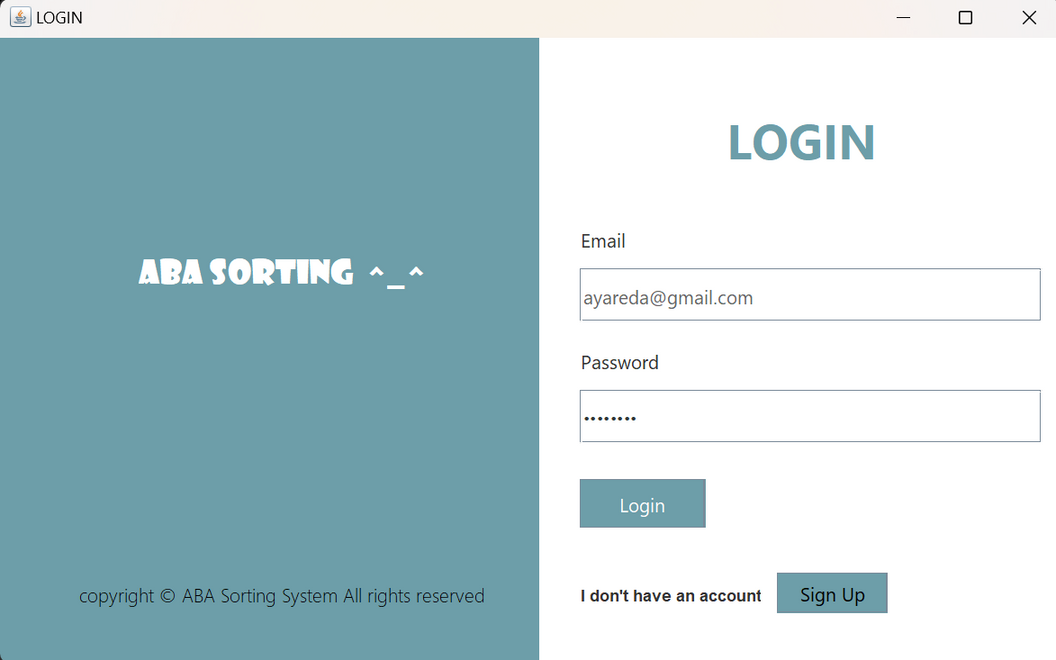 LOGIN
ABA SORTING ^_^
copyright © ABA Sorting System All rights reserved
LOGIN
Email
ayareda@gmail.com
Password
••••••••
Login
I don't have an account
Sign Up